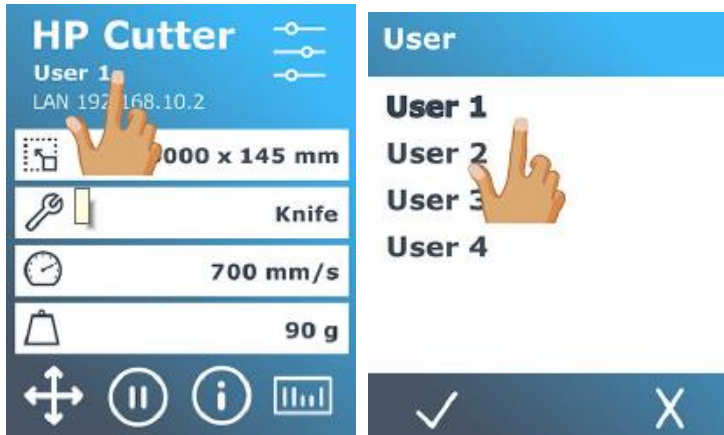 HP Cutter
User 1
LAN 192.168.10.2
000 x 145 mm
Knife
700 mm/s
90 g
User
User 1
User 2
User 3
User 4